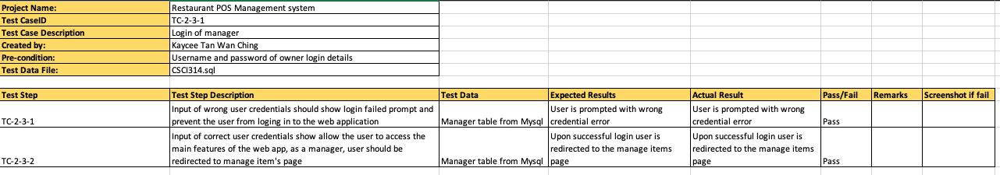 Project Name: Restaurant POS Management system
Test CaseID TC-2-3-1
Test Case Description Login of manager
Created by: Kaycee Tan Wan Ching
Pre-condition: Username and password of owner login details
Test Data File: CSCI314.sql
Test Step Test Step Description Test Data Expected Results Actual Result Pass/Fail Remarks Screenshot if fail
Input of wrong user credentials should show login failed prompt and User is prompted with wrong User is prompted with wrong
TC-2-3-1 prevent the user from loging in to the web application Manager table from Mysql credential error credential error Pass
Input of correct user credentials show allow the user to access the Upon successful login user is Upon successful login user is
main features of the web app, as a manager, user should be redirected to the manage items redirected to the manage items
TC-2-3-2 redirected to manage item's page Manager table from Mysql page page Pass